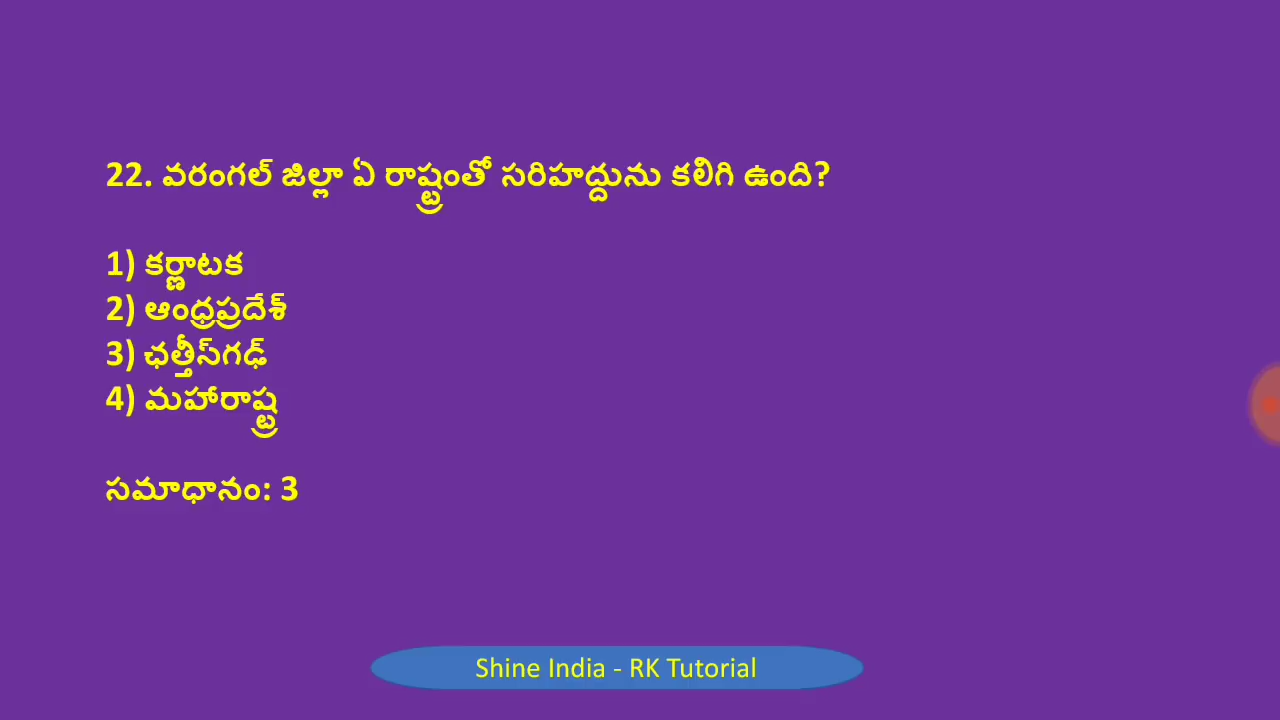 22. వరంగల్ జిల్లా ఏ రాష్ట్రంతో సరిహద్దును కలిగి ఉంది?
1) కర్ణాటక
2) ఆంధ్రప్రదేశ్
3) ఛత్తీస్‌గఢ్
4) మహారాష్ట్ర
సమాధానం: 3
Shine India - RK Tutorial